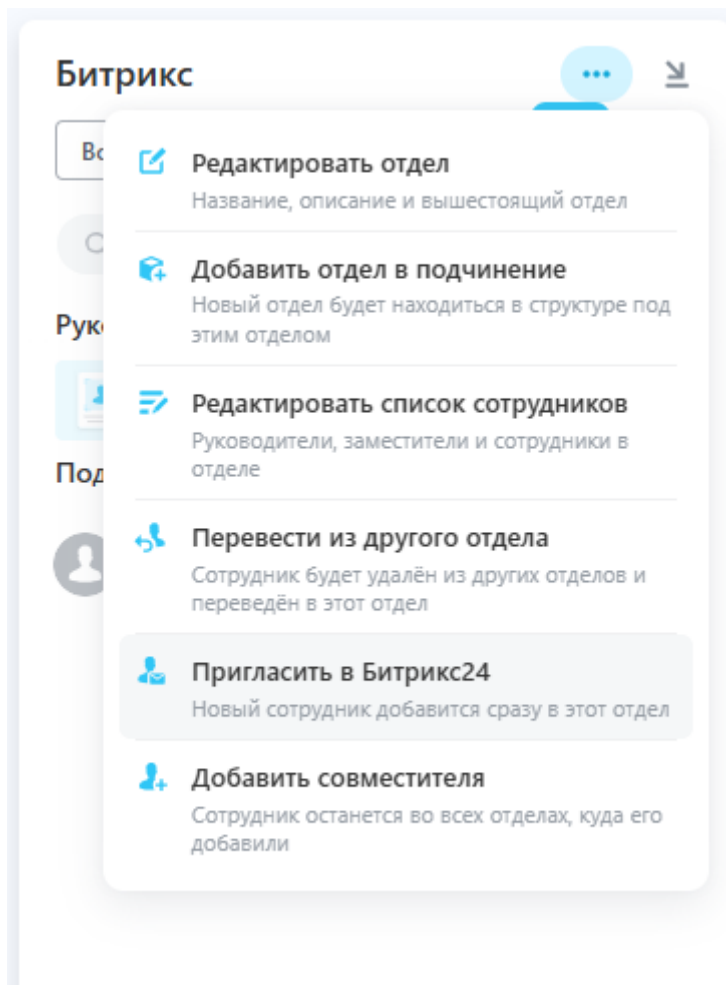 Битрикс
Редактировать отдел
Название, описание и вышестоящий отдел
Добавить отдел в подчинение
Новый отдел будет находиться в структуре под
этим отделом
Редактировать список сотрудников
Руководители, заместители и сотрудники в
отделе
Перевести из другого отдела
Сотрудник будет удалён из других отделов и
переведён в этот отдел
Пригласить в Битрикс24
Новый сотрудник добавится сразу в этот отдел
Добавить совместителя
Сотрудник останется во всех отделах, куда его
добавили